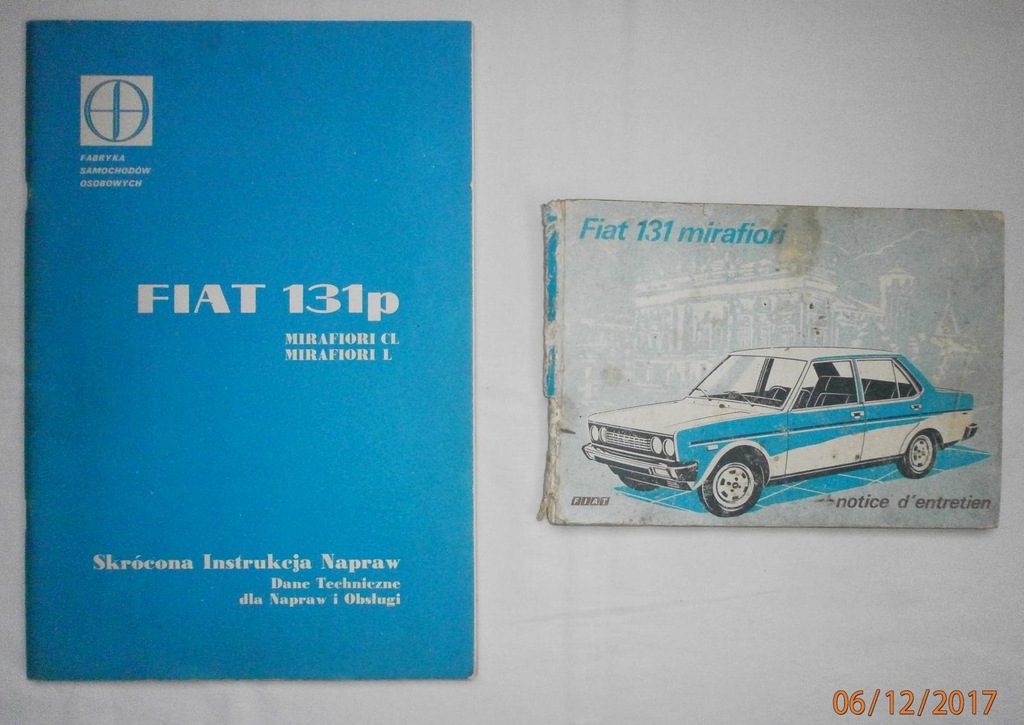 FABRYKA
SAMOCHODÓW
OSOBOWYCH
FIAT 131p
MIRAFIORI CL
MIRAFIORI L
Skrócona Instrukcja Napraw
Dane Techniczne
dla Napraw i Obsługi
Fiat 131 mirafiori
FIAT
notice d'entretien
06/12/2017